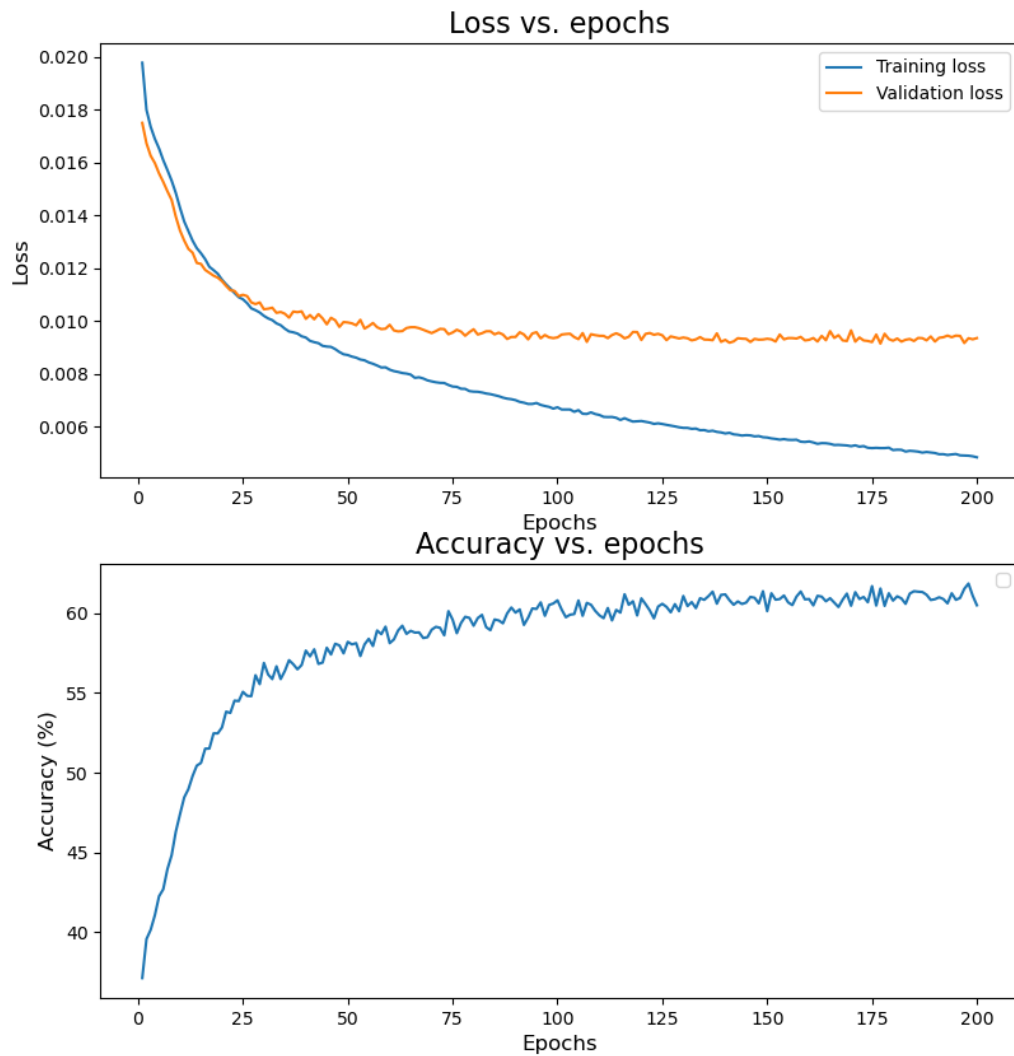 Loss vs. epochs
0.020
0.018
0.016
0.014
0.012
0.010
0.008
0.006
Loss
Training loss
Validation loss
0 25 50 75 100 125 150 175 200
Epochs
Accuracy vs. epochs
60
55
50
45
40
Accuracy (%)
0 25 50 75 100 125 150 175 200
Epochs